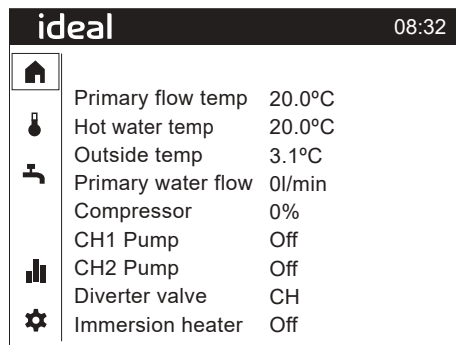 ideal 08:32
Primary flow temp 20.0ºC
Hot water temp 20.0ºC
Outside temp 3.1ºC
Primary water flow 0l/min
Compressor 0%
CH1 Pump Off
CH2 Pump Off
Diverter valve CH
Immersion heater Off